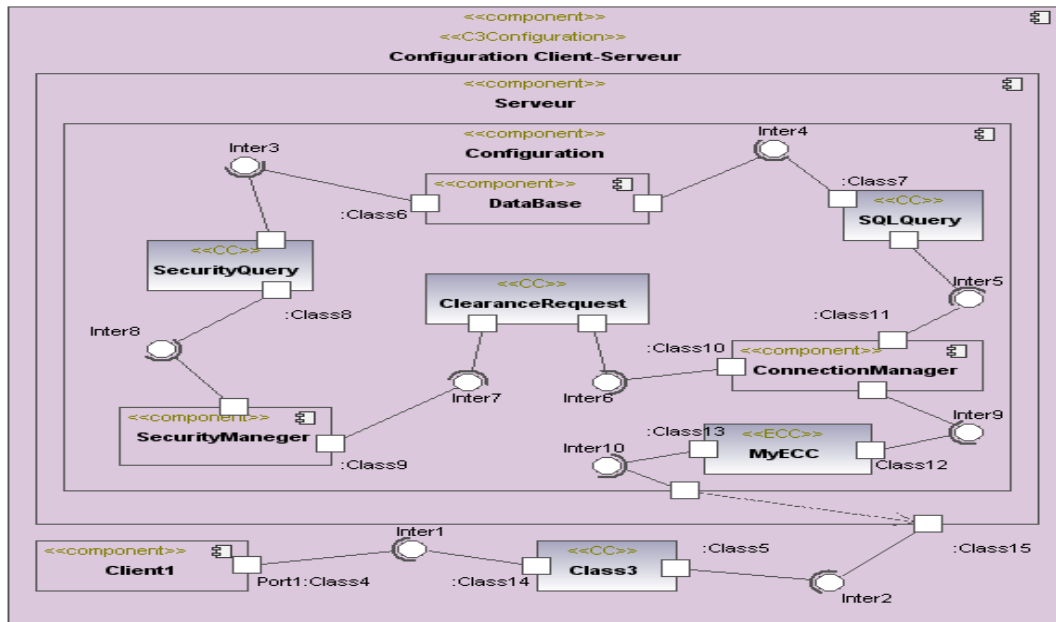 <<component>>
<<C3Configuration>>
Configuration Client-Serveur
<<component>>
Serveur
<<component>>
Configuration
Inter3
Inter4
<<component>>
DataBase
:Class6
:Class7
<<CC>>
SQLQuery
<<CC>>
SecurityQuery
<<CC>>
ClearanceRequest
Inter5
:Class8
:Class11
Inter8
:Class10
<<component>>
ConnectionManager
Inter7
Inter6
<<component>>
SecurityManeger
:Class9
Inter9
:Class13
<<ECC>>
MyECC
Inter10
Class12
Inter1
<<component>>
Client1
Port1:Class4
:Class14
<<CC>>
Class3
:Class5
:Class15
Inter2